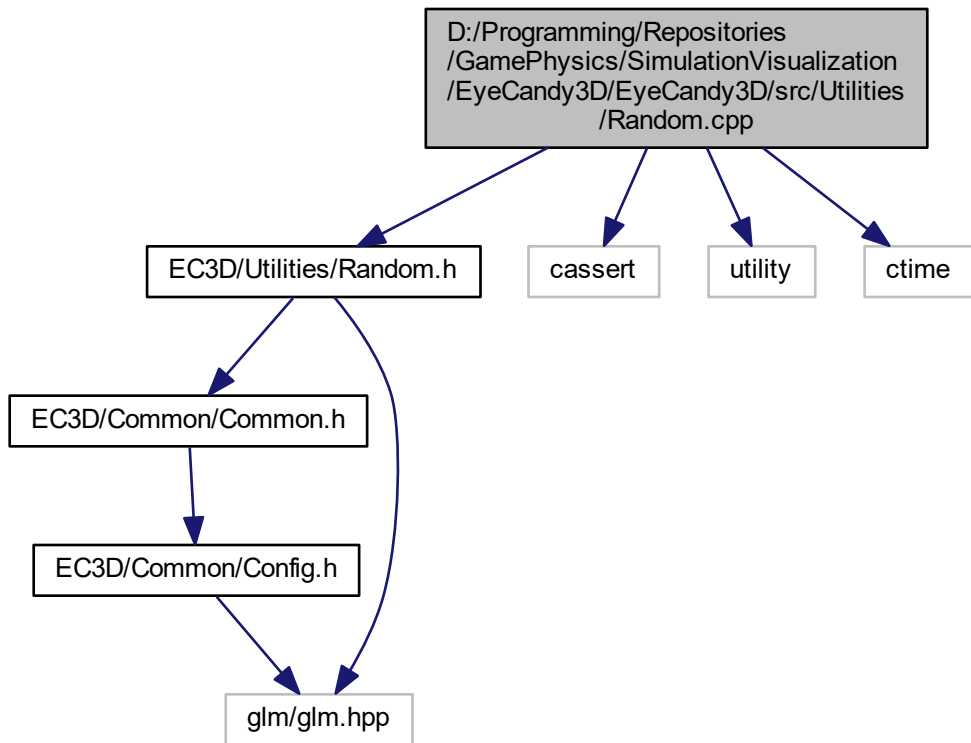 D:/Programming/Repositories
/GamePhysics/SimulationVisualization
/EyeCandy3D/EyeCandy3D/src/Utilities
/Random.cpp
EC3D/Utilities/Random.h
cassert
utility
ctime
EC3D/Common/Common.h
EC3D/Common/Config.h
glm/glm.hpp